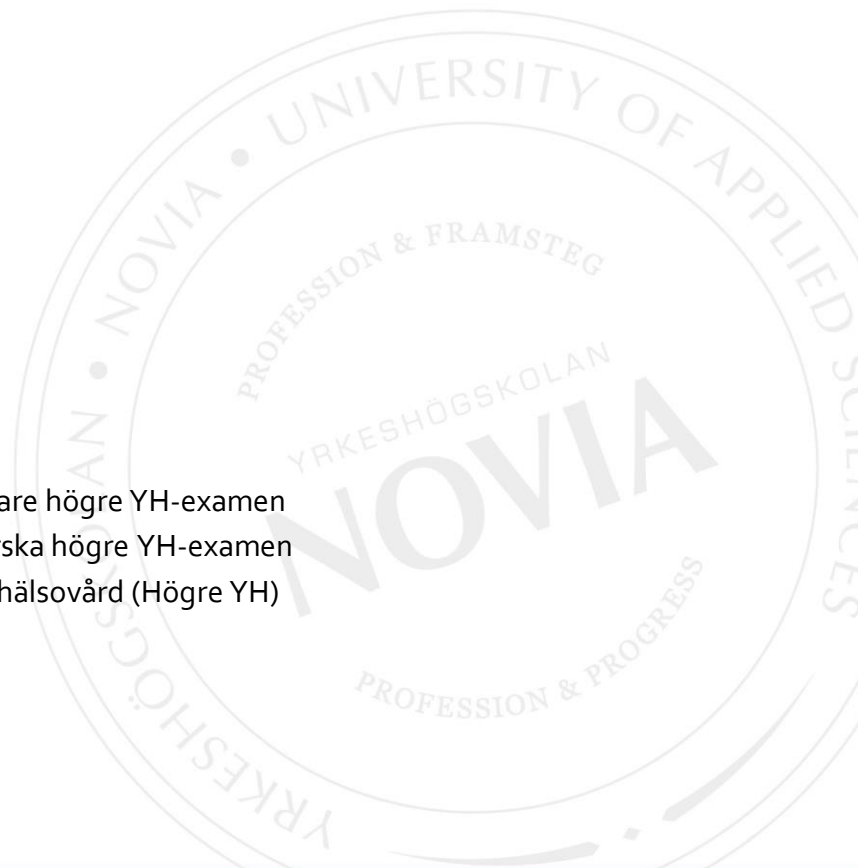 UNIVERSITY OF APPLIED SCIENCES
YRKESHÖGSKOLAN • NOVIA •
PROFESSION & FRAMSTEG
YRKESHÖGSKOLAN
NOVIA
PROFESSION & PROGRESS
are högre YH-examen
ska högre YH-examen
hälsovård (Högre YH)